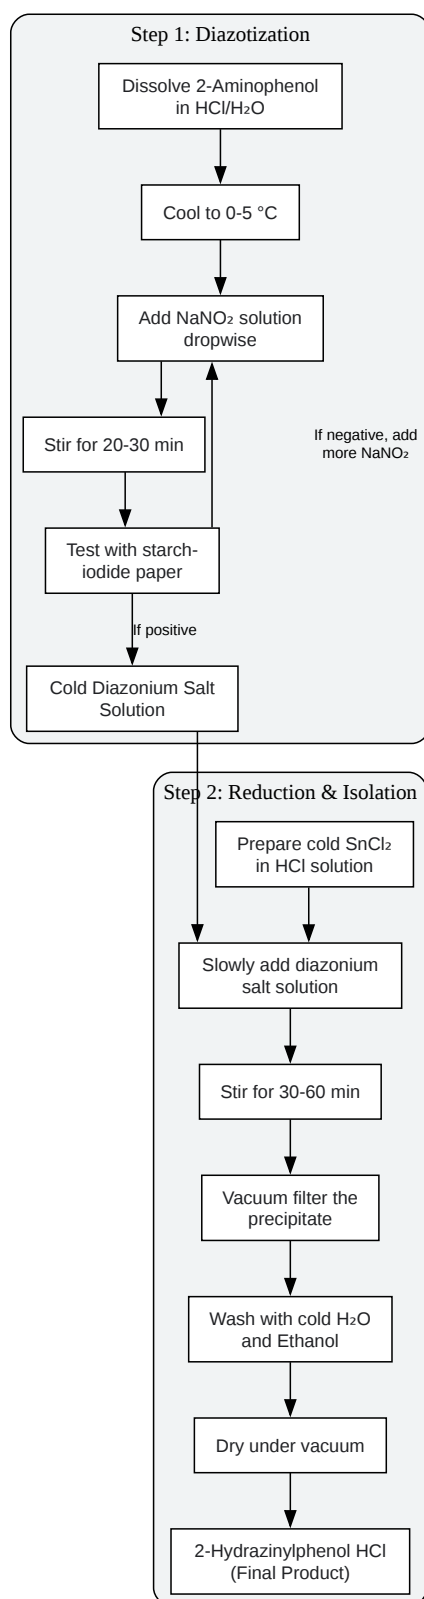 Step 1: Diazotization
Dissolve 2-Aminophenol
in HCl/H₂O
Cool to 0-5 °C
Add NaNO₂ solution
dropwise
Stir for 20-30 min
If negative, add
more NaNO₂
Test with starch-
iodide paper
If positive
Cold Diazonium Salt
Solution
Step 2: Reduction & Isolation
Prepare cold SnCl₂
in HCl solution
Slowly add diazonium
salt solution
Stir for 30-60 min
Vacuum filter the
precipitate
Wash with cold H₂O
and Ethanol
Dry under vacuum
2-Hydrazinylphenol HCl
(Final Product)